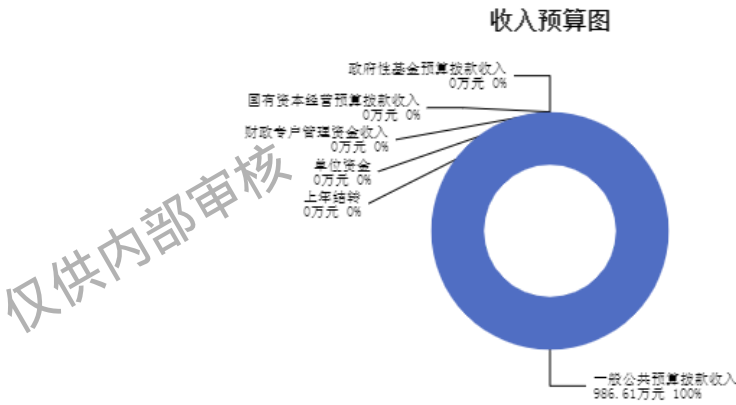 收入预算图
政府性基金预算拨款收入
0万元 0%
国有资本经营预算拨款收入
0万元 0%
财政专户管理资金收入
0万元 0%
单位资金
0万元 0%
上年结转
0万元 0%
仅供内部审核
一般公共预算拨款收入
986.61万元 100%